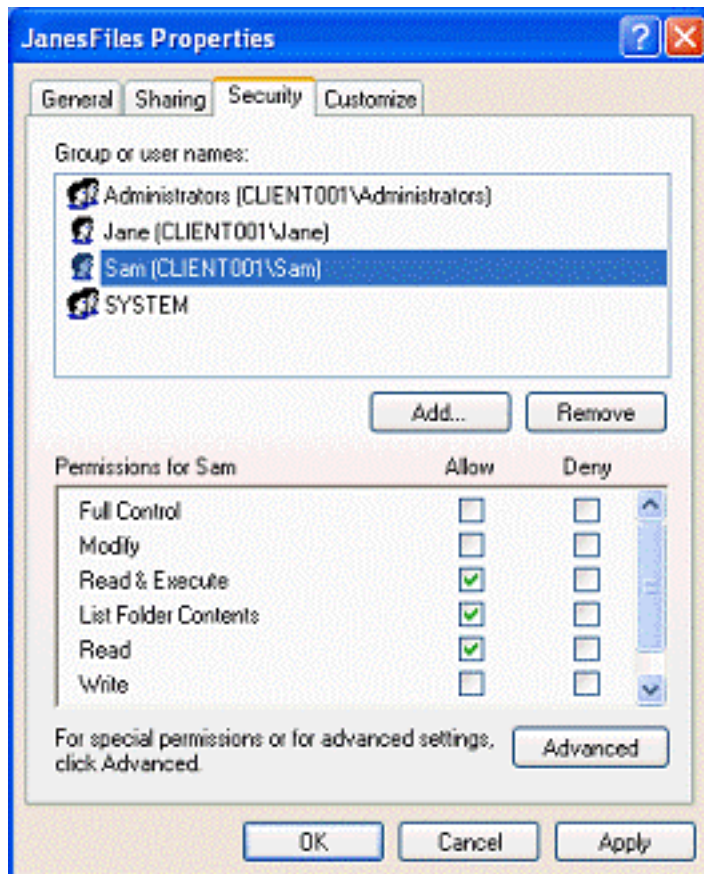 JanesFiles Properties
General Sharing Security Customize
Group or user names:
Administrators (CLIENT001\Administrators)
Jane (CLIENT001\Jane)
Sam (CLIENT001\Sam)
SYSTEM
Add... Remove
Permissions for Sam Allow Deny
Full Control
Modify
Read & Execute
List Folder Contents
Read
Write
For special permissions or for advanced settings,
click Advanced.
Advanced
OK Cancel Apply